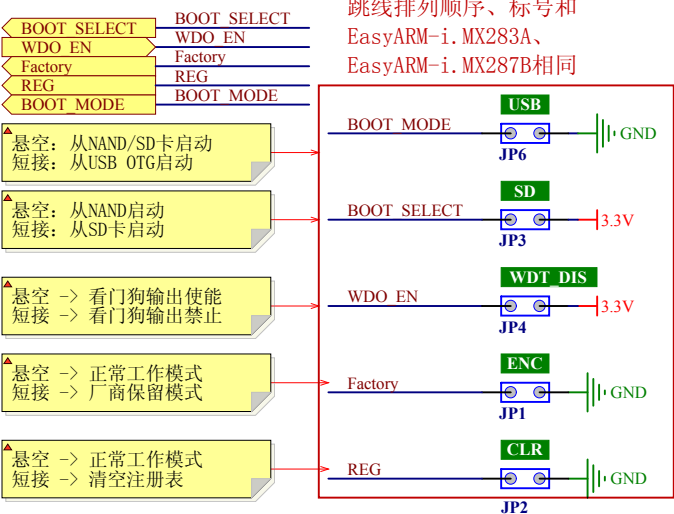 BOOT_SELECT BOOT_SELECT
WDO_EN WDO_EN
Factory Factory
REG REG
BOOT_MODE BOOT_MODE
跳线排列顺序、标号和
EasyARM-i.MX283A、
EasyARM-i.MX287B相同
悬空: 从NAND/SD卡启动
短接: 从USB OTG启动
BOOT_MODE
USB
JP6
GND
悬空: 从NAND启动
短接: 从SD卡启动
BOOT_SELECT
SD
JP3
3.3V
悬空 -> 看门狗输出使能
短接 -> 看门狗输出禁止
WDO_EN
WDT_DIS
JP4
3.3V
悬空 -> 正常工作模式
短接 -> 厂商保留模式
Factory
ENC
JP1
GND
悬空 -> 正常工作模式
短接 -> 清空注册表
REG
CLR
JP2
GND